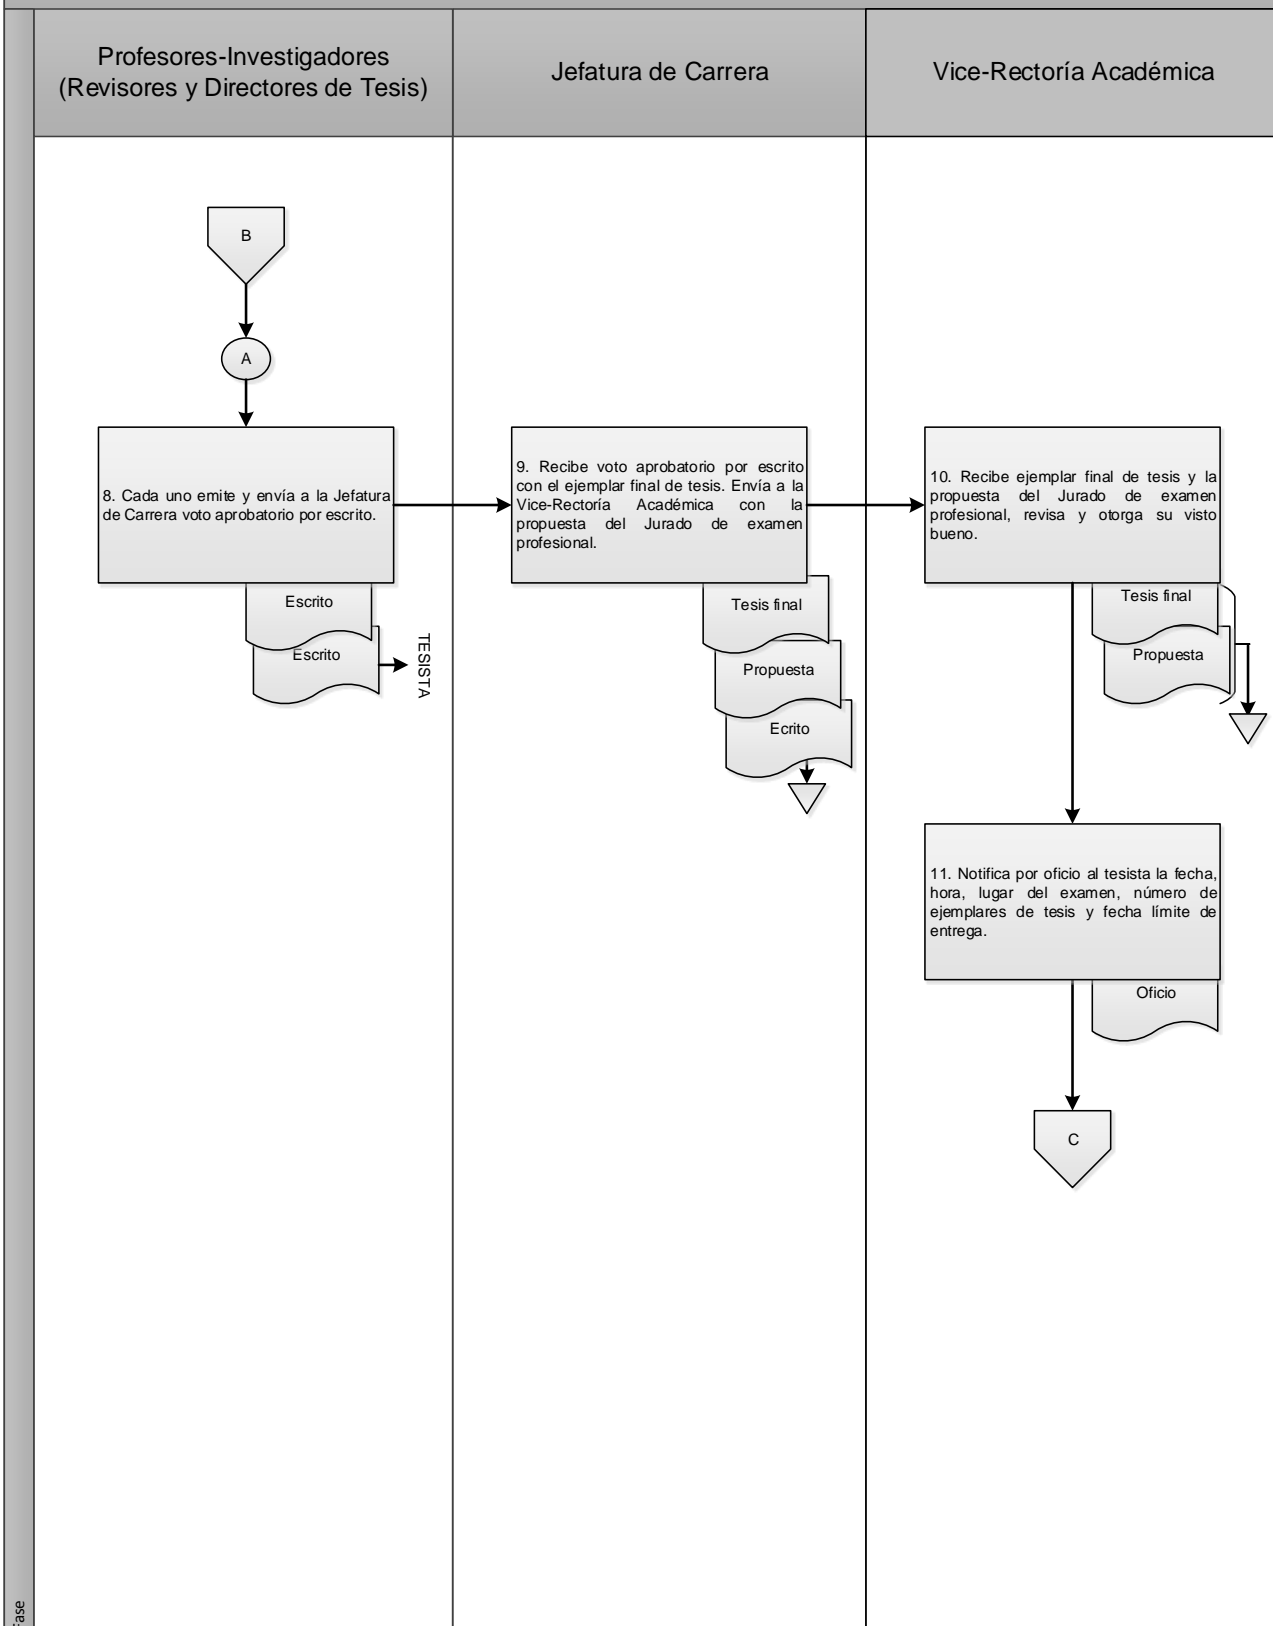 Profesores-Investigadores
(Revisores y Directores de Tesis)
Jefatura de Carrera
Vice-Rectoría Académica
B
A
8. Cada uno emite y envía a la Jefatura
de Carrera voto aprobatorio por escrito.
Escrito
Escrito
TESISTA
9. Recibe voto aprobatorio por escrito
con el ejemplar final de tesis. Envía a la
Vice-Rectoría Académica con la
propuesta del Jurado de examen
profesional.
Tesis final
Propuesta
Ecrito
10. Recibe ejemplar final de tesis y la
propuesta del Jurado de examen
profesional, revisa y otorga su visto
bueno.
Tesis final
Propuesta
11. Notifica por oficio al tesista la fecha,
hora, lugar del examen, número de
ejemplares de tesis y fecha límite de
entrega.
Oficio
C
Fase